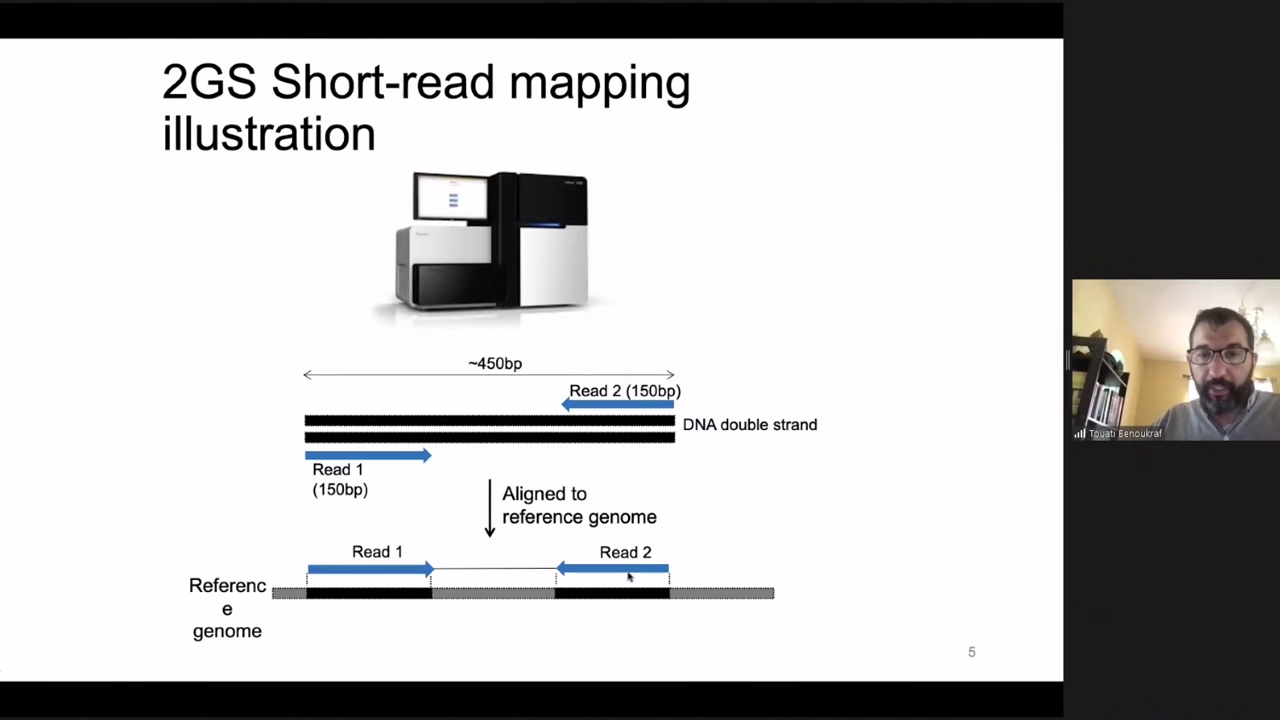 2GS Short-read mapping
illustration
~450bp
Read 2 (150bp)
DNA double strand
Read 1
(150bp)
Aligned to
reference genome
Read 1
Read 2
Referenc
e
genome
5
Touati Benoukraf